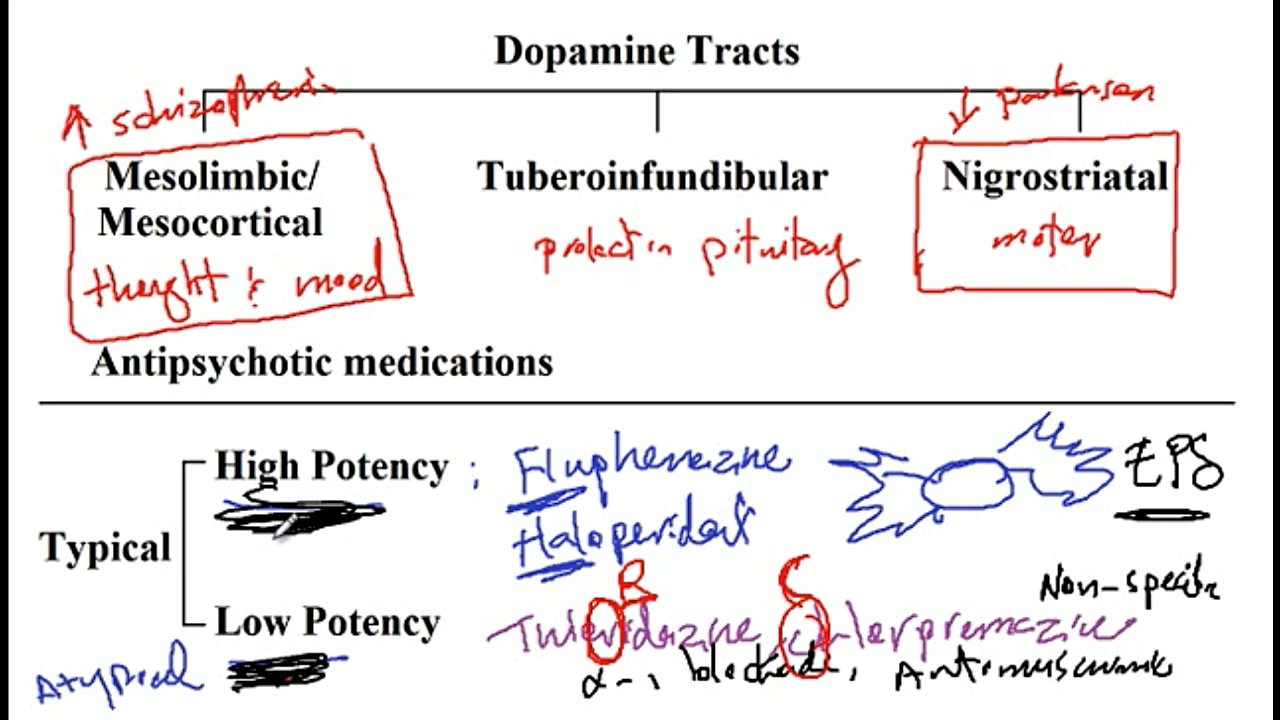 Dopamine Tracts
↑ schizophrenia
↓ parkinson
Mesolimbic/
Mesocortical
thought & mood
Tuberoinfundibular
prolactin pituitary
Nigrostriatal
motor
Antipsychotic medications
Typical
High Potency : Fluphenazine
Haloperidol
EPS
Non-specific
R C
Low Potency Thioridazine, chlorpromazine
Atypical
α-1 blockade, Antimuscarinic